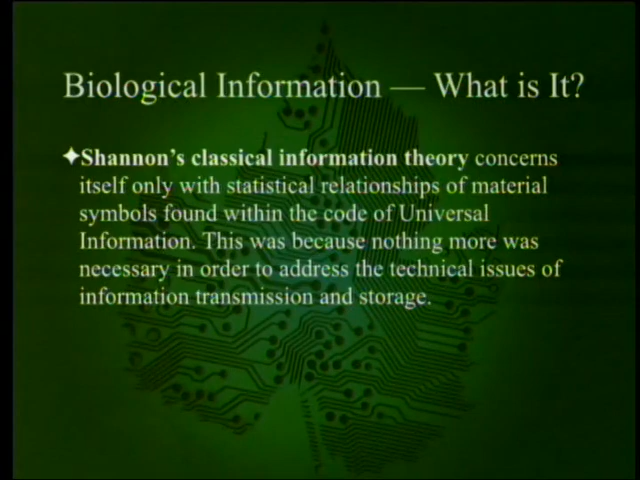 Biological Information — What is It?
✦Shannon's classical information theory concerns
itself only with statistical relationships of material
symbols found within the code of Universal
Information. This was because nothing more was
necessary in order to address the technical issues of
information transmission and storage.